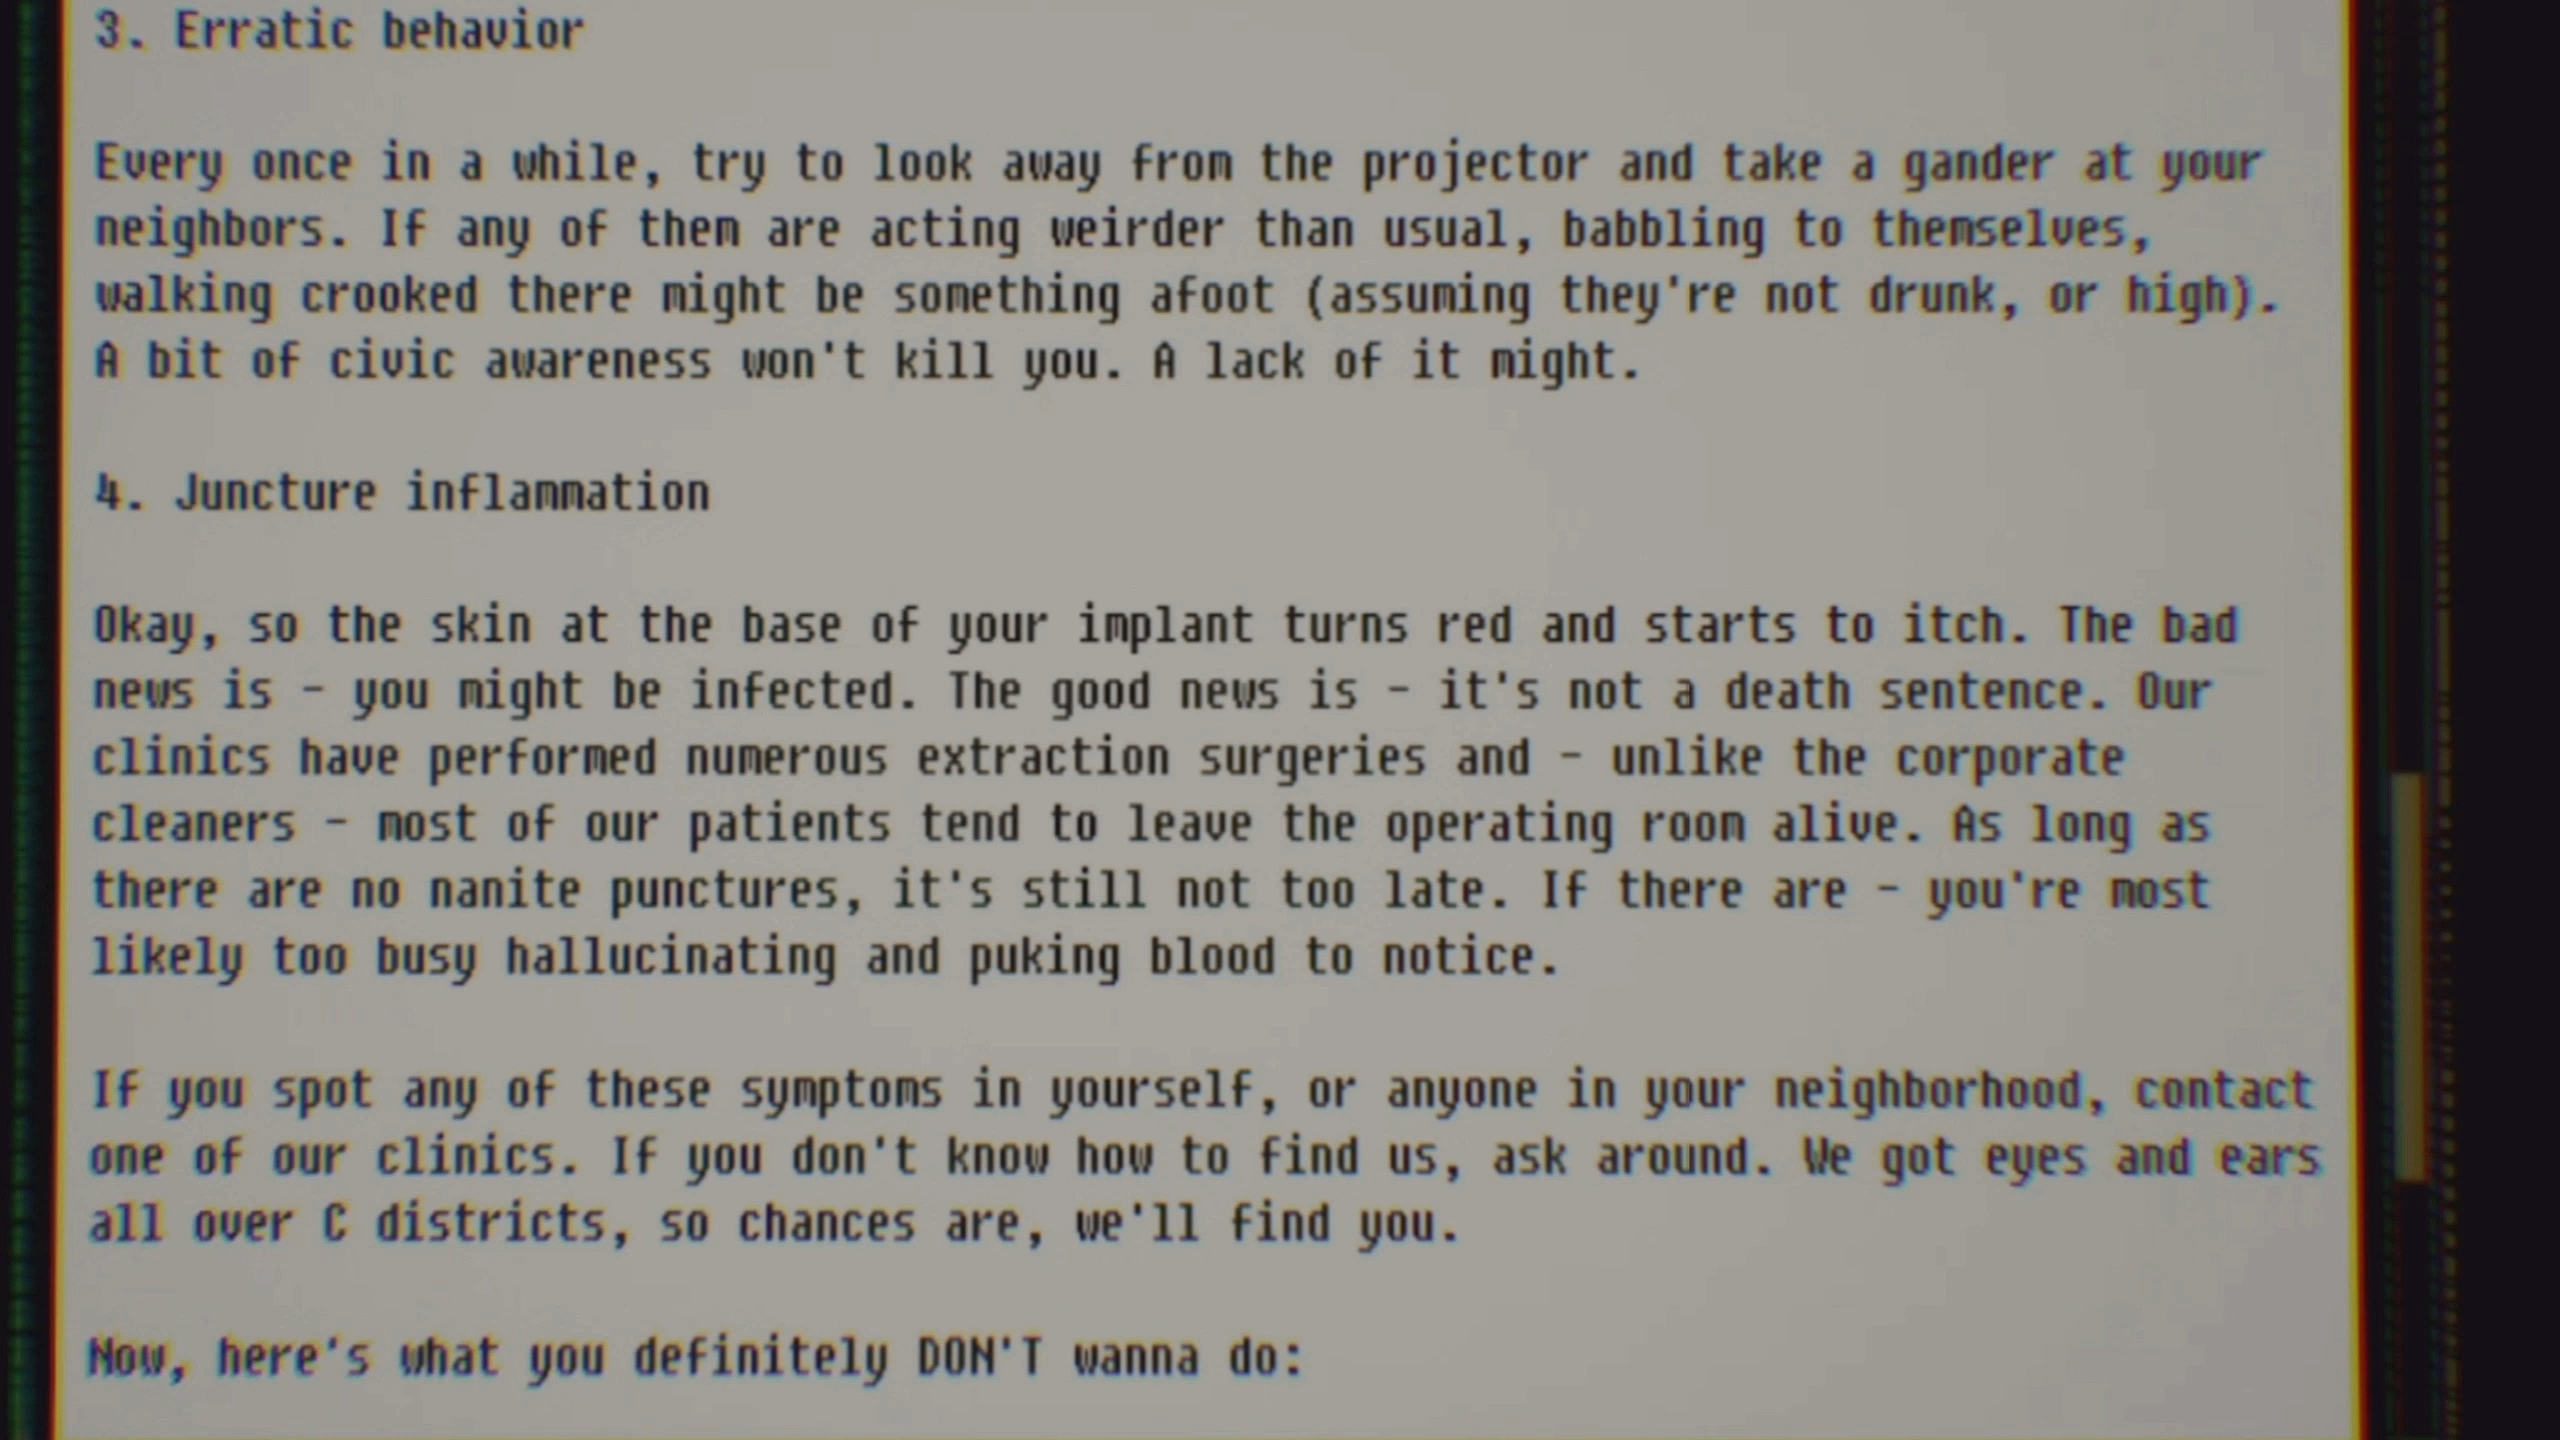 3. Erratic behavior
Every once in a while, try to look away from the projector and take a gander at your
neighbors. If any of them are acting weirder than usual, babbling to themselves,
walking crooked there might be something afoot (assuming they're not drunk, or high).
A bit of civic awareness won't kill you. A lack of it might.
4. Juncture inflammation
Okay, so the skin at the base of your implant turns red and starts to itch. The bad
news is - you might be infected. The good news is - it's not a death sentence. Our
clinics have performed numerous extraction surgeries and - unlike the corporate
cleaners - most of our patients tend to leave the operating room alive. As long as
there are no nanite punctures, it's still not too late. If there are - you're most
likely too busy hallucinating and puking blood to notice.
If you spot any of these symptoms in yourself, or anyone in your neighborhood, contact
one of our clinics. If you don't know how to find us, ask around. We got eyes and ears
all over C districts, so chances are, we'll find you.
Now, here's what you definitely DON'T wanna do: